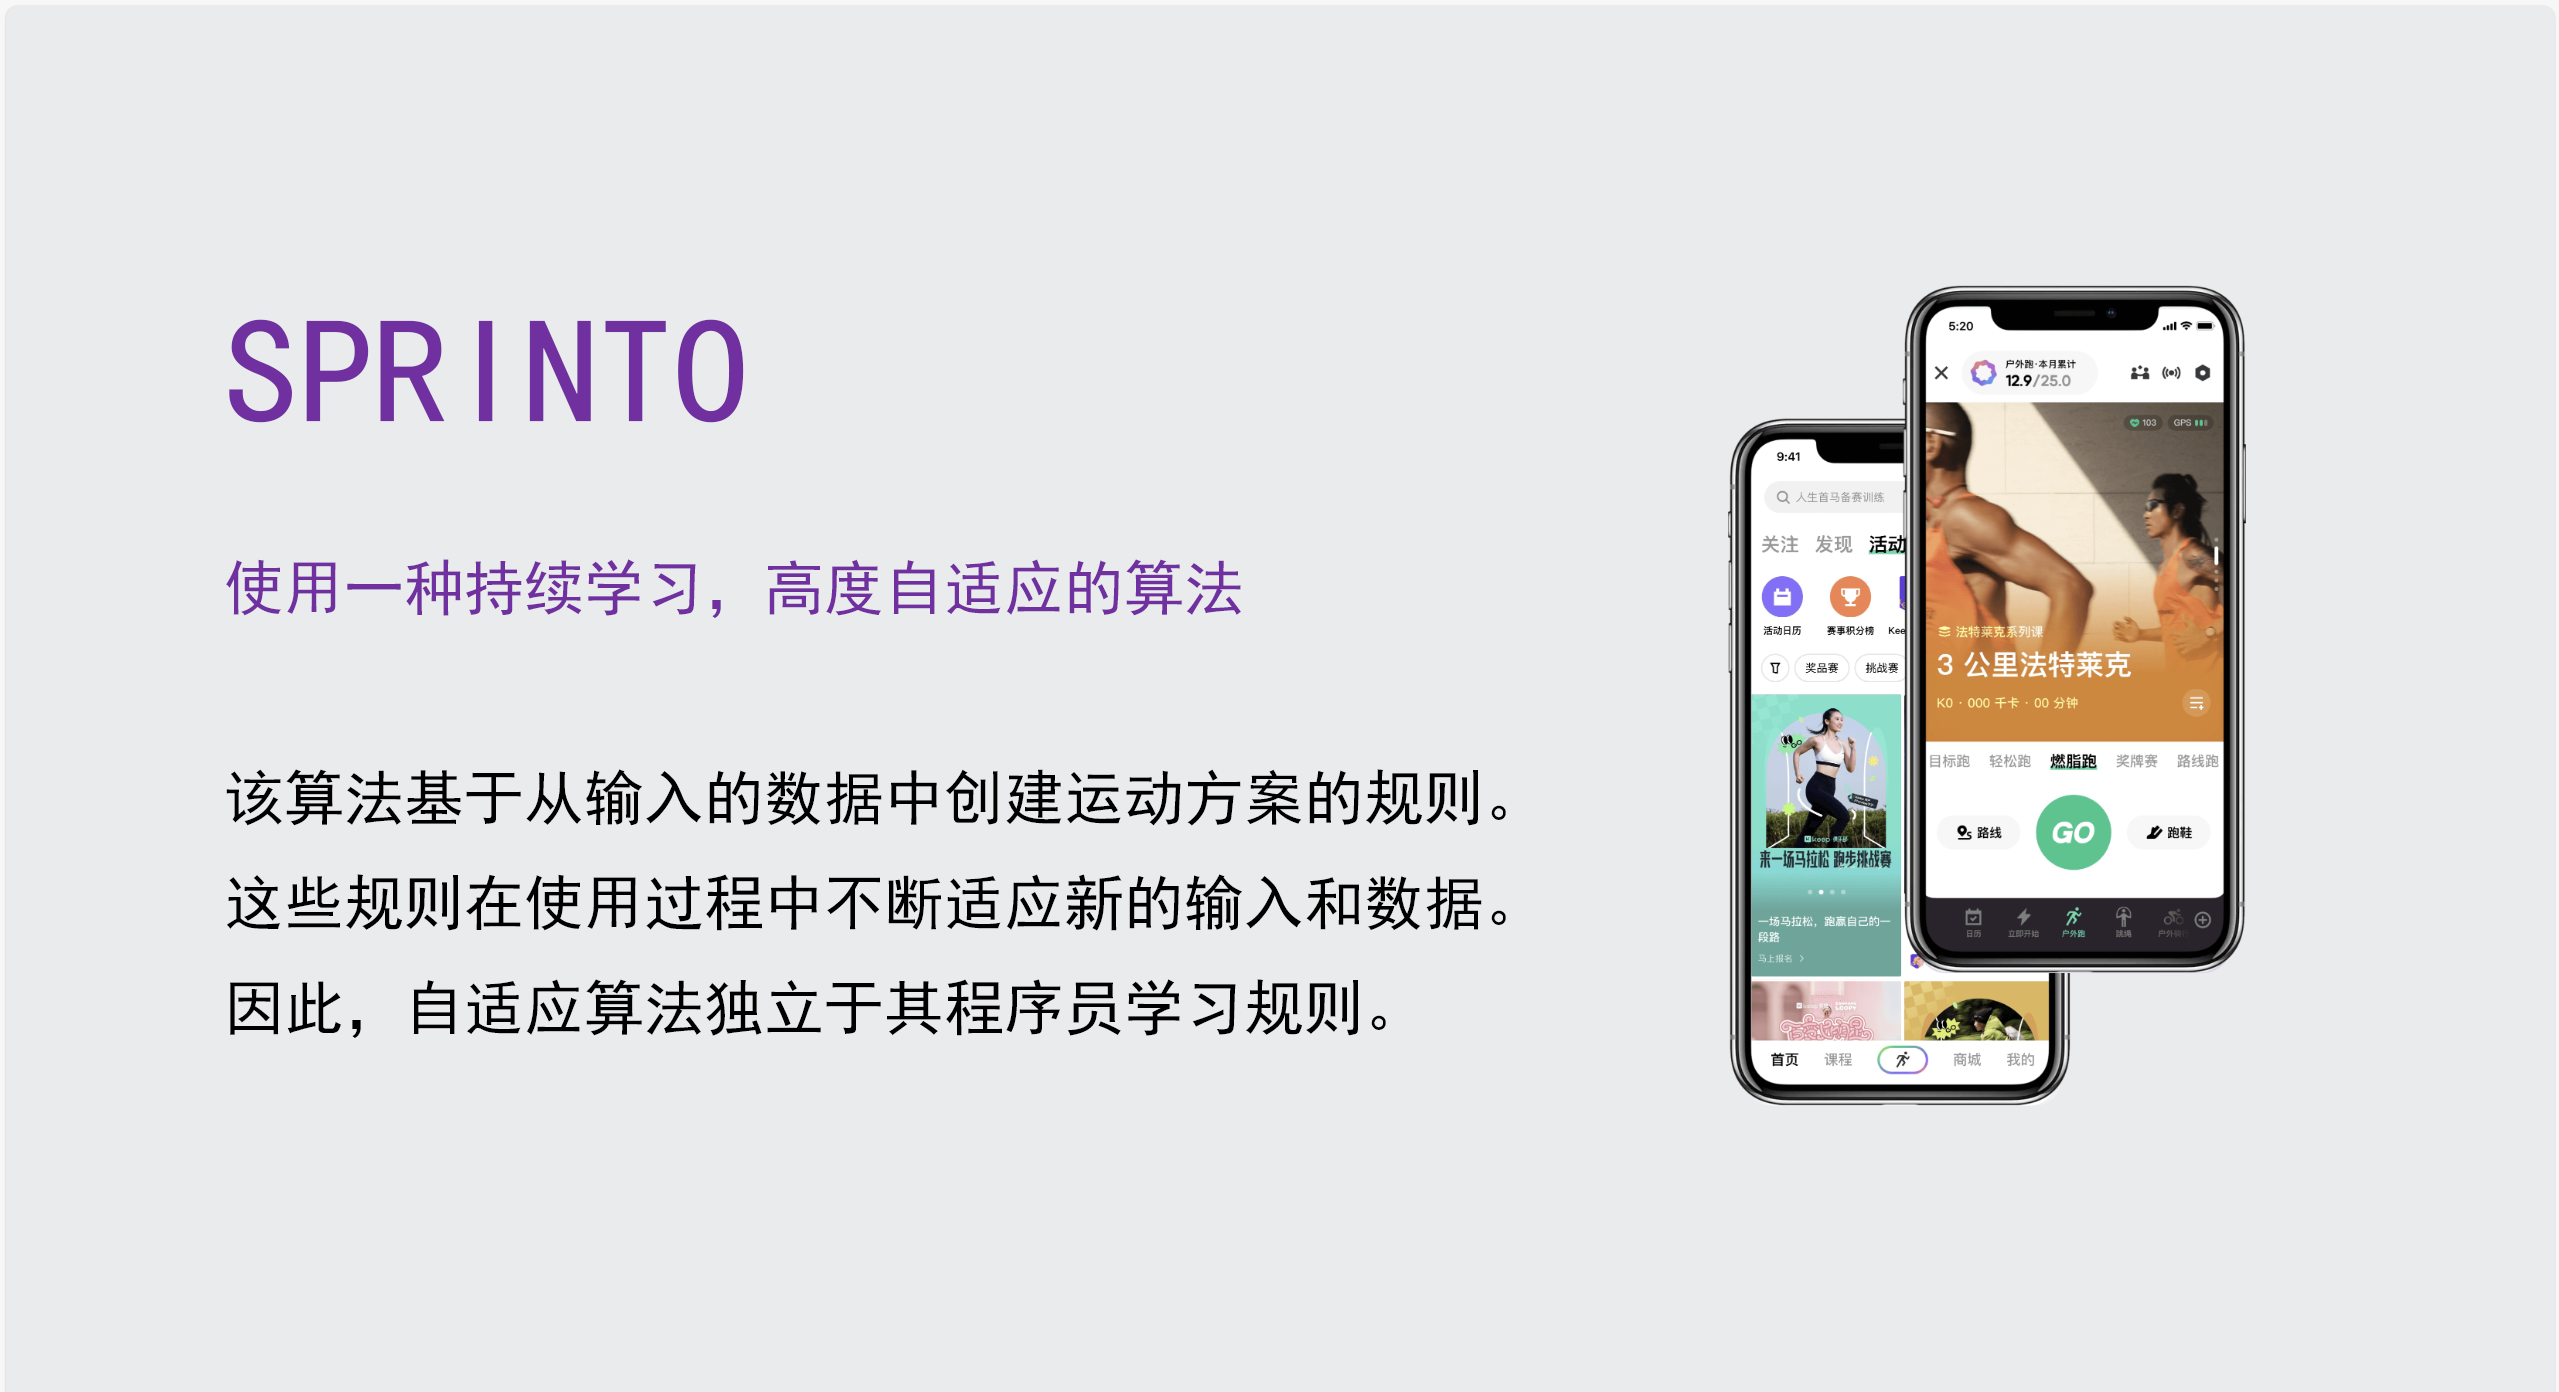 SPRINTO
使用一种持续学习，高度自适应的算法
该算法基于从输入的数据中创建运动方案的规则。
这些规则在使用过程中不断适应新的输入和数据。
因此，自适应算法独立于其程序员学习规则。
9:41
人生首马备赛训练
关注 发现 活动
活动日历 赛事积分榜 Kee
奖品赛 挑战赛
keep
来一场马拉松 跑步挑战赛
一场马拉松，跑赢自己的一
段路
马上报名
首页 课程 商城 我的
5:20
户外跑·本月累计
12.9/25.0
103 GPS
法特莱克系列课
3 公里法特莱克
K0 · 000 千卡 · 00 分钟
目标跑 轻松跑 燃脂跑 奖牌赛 路线跑
路线 GO 跑鞋
日历 立即开始 户外跑 跳绳 户外